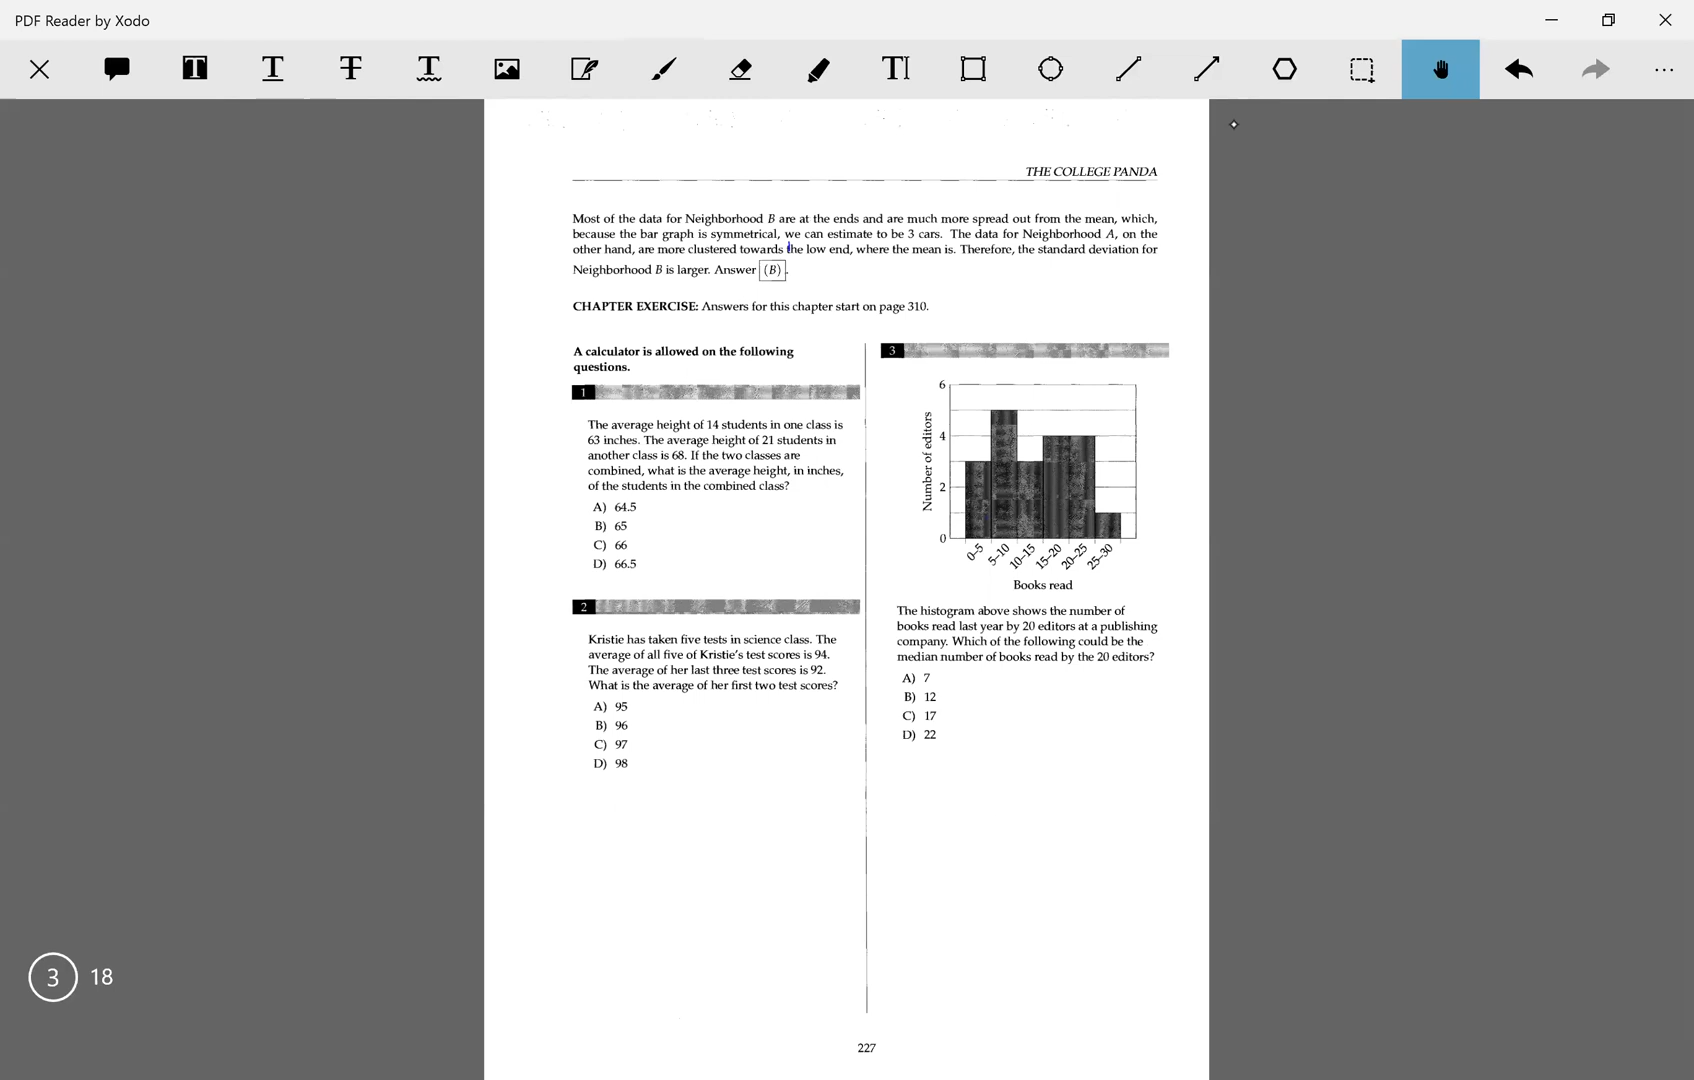 PDF Reader by Xodo
THE COLLEGE PANDA
Most of the data for Neighborhood B are at the ends and are much more spread out from the mean, which,
because the bar graph is symmetrical, we can estimate to be 3 cars. The data for Neighborhood A, on the
other hand, are more clustered towards the low end, where the mean is. Therefore, the standard deviation for
Neighborhood B is larger. Answer (B).
CHAPTER EXERCISE: Answers for this chapter start on page 310.
A calculator is allowed on the following
questions.
1
The average height of 14 students in one class is
63 inches. The average height of 21 students in
another class is 68. If the two classes are
combined, what is the average height, in inches,
of the students in the combined class?
A) 64.5
B) 65
C) 66
D) 66.5
2
Kristie has taken five tests in science class. The
average of all five of Kristie's test scores is 94.
The average of her last three test scores is 92.
What is the average of her first two test scores?
A) 95
B) 96
C) 97
D) 98
3
6
4
2
0
Number of editors
0–5
5–10
10–15
15–20
20–25
25–30
Books read
The histogram above shows the number of
books read last year by 20 editors at a publishing
company. Which of the following could be the
median number of books read by the 20 editors?
A) 7
B) 12
C) 17
D) 22
227
3 18